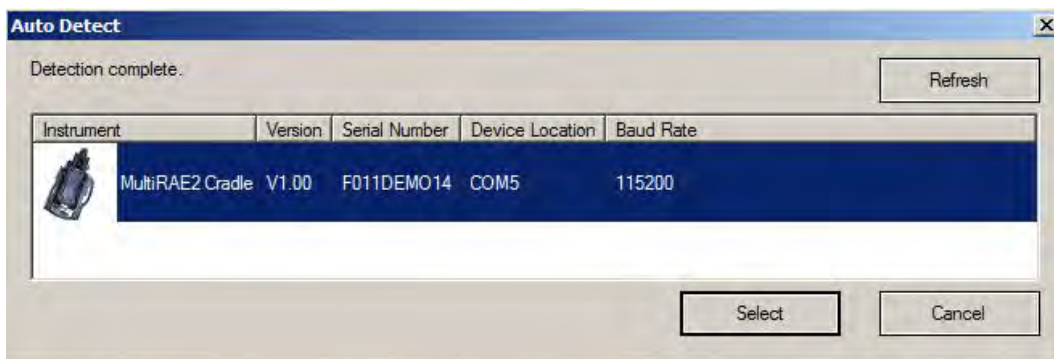 Auto Detect
Detection complete.
Refresh
Instrument Version Serial Number Device Location Baud Rate
MultiRAE2 Cradle V1.00 F011DEMO14 COM5 115200
Select Cancel